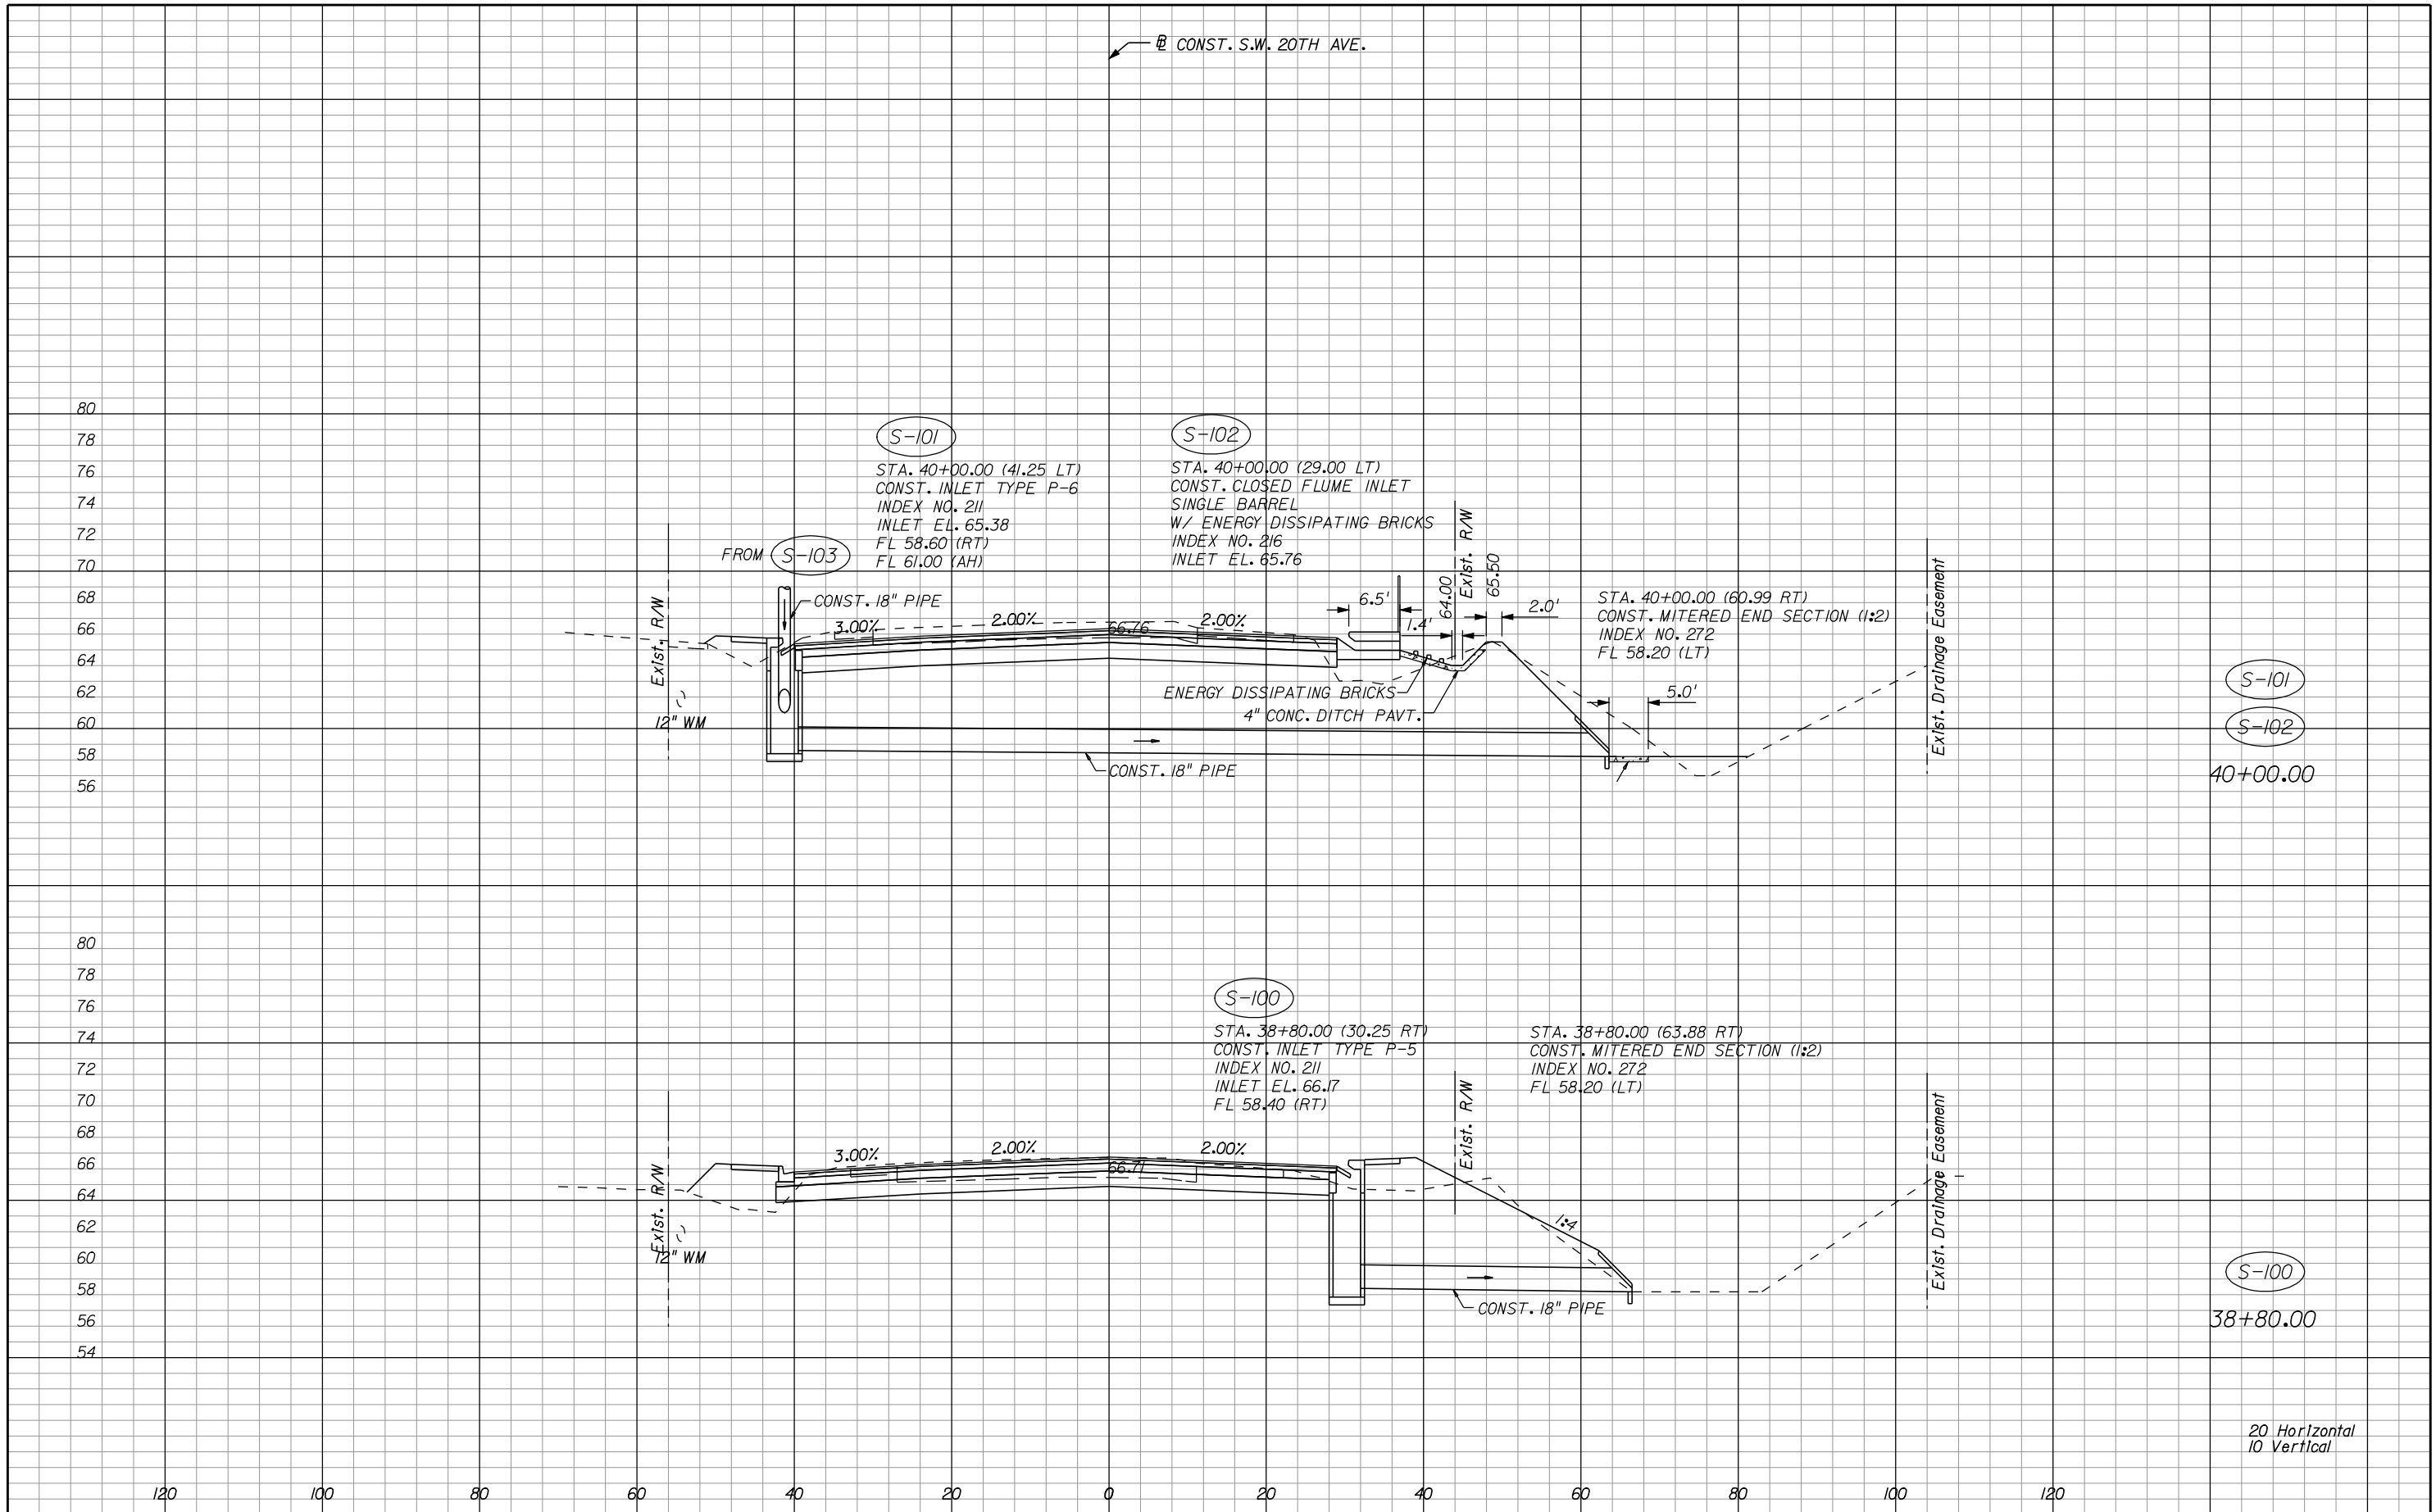 ℄ CONST. S.W. 20TH AVE.
80
78
76
74
72
70
68
66
64
62
60
58
56
S-101
STA. 40+00.00 (41.25 LT)
CONST. INLET TYPE P-6
INDEX NO. 211
INLET EL. 65.38
FL 58.60 (RT)
FL 61.00 (AH)
S-102
STA. 40+00.00 (29.00 LT)
CONST. CLOSED FLUME INLET
SINGLE BARREL
W/ ENERGY DISSIPATING BRICKS
INDEX NO. 216
INLET EL. 65.76
FROM S-103
Exist. R/W
12" WM
CONST. 18" PIPE
3.00%
2.00%
66.76
2.00%
6.5'
1.4'
64.00
Exist. R/W
65.50
2.0'
STA. 40+00.00 (60.99 RT)
CONST. MITERED END SECTION (1:2)
INDEX NO. 272
FL 58.20 (LT)
5.0'
ENERGY DISSIPATING BRICKS
4" CONC. DITCH PAVT.
CONST. 18" PIPE
Exist. Drainage Easement
S-101
S-102
40+00.00
80
78
76
74
72
70
68
66
64
62
60
58
56
54
S-100
STA. 38+80.00 (30.25 RT)
CONST. INLET TYPE P-5
INDEX NO. 211
INLET EL. 66.17
FL 58.40 (RT)
STA. 38+80.00 (63.88 RT)
CONST. MITERED END SECTION (1:2)
INDEX NO. 272
FL 58.20 (LT)
Exist. R/W
12" WM
3.00%
2.00%
66.71
2.00%
Exist. R/W
1:4
CONST. 18" PIPE
Exist. Drainage Easement
S-100
38+80.00
20 Horizontal
10 Vertical
120 100 80 60 40 20 0 20 40 60 80 100 120